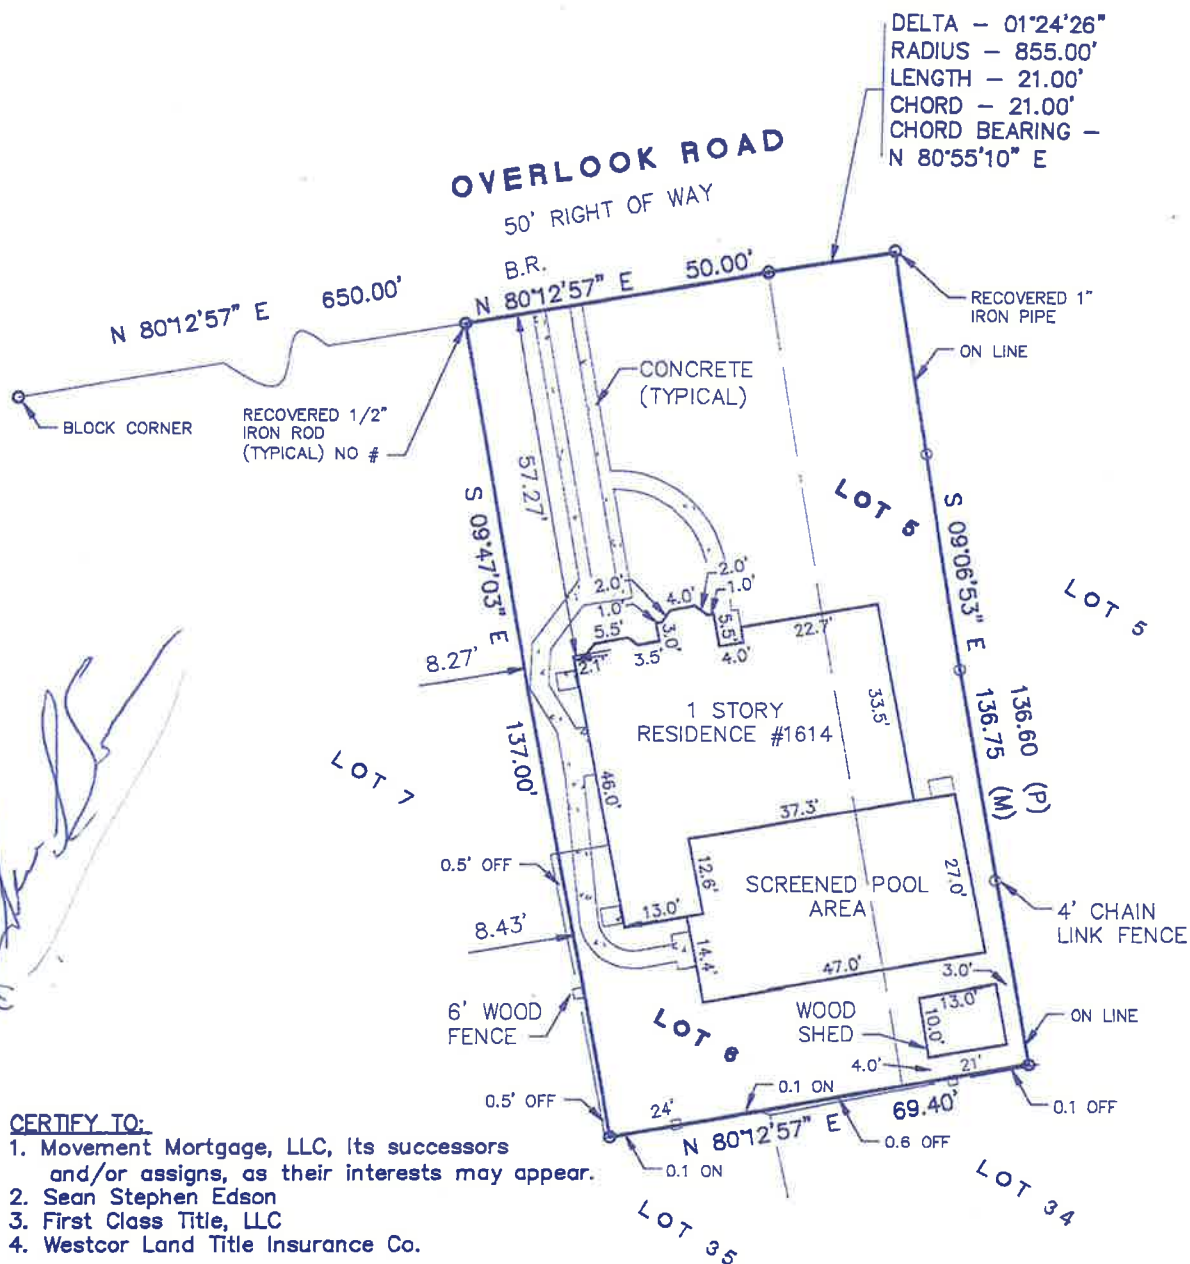 DELTA – 01°24'26"
RADIUS – 855.00'
LENGTH – 21.00'
CHORD – 21.00'
CHORD BEARING –
N 80°55'10" E
OVERLOOK ROAD
50' RIGHT OF WAY
B.R.
N 80°12'57" E 650.00'
N 80°12'57" E 50.00'
BLOCK CORNER
RECOVERED 1/2"
IRON ROD
(TYPICAL) NO #
RECOVERED 1"
IRON PIPE
ON LINE
CONCRETE
(TYPICAL)
57.27'
S 09°47'03" E
137.00'
LOT 5
S 09°06'53" E
136.60 (P)
136.75 (M)
LOT 5
2.0'
4.0'
2.0'
1.0'
1.0'
5.5'
3.0'
5.5'
3.5'
4.0'
22.7'
2.1'
8.27'
1 STORY
RESIDENCE #1614
33.5'
LOT 7
46.0'
37.3'
0.5' OFF
12.6'
SCREENED POOL
AREA
27.0'
13.0'
4' CHAIN
LINK FENCE
8.43'
14.4'
47.0'
3.0'
6' WOOD
FENCE
LOT 6
WOOD
SHED
13.0'
10.0'
ON LINE
4.0'
21'
0.1 ON
0.5' OFF
24'
N 80°12'57" E 69.40'
0.1 OFF
0.6 OFF
0.1 ON
LOT 35
LOT 34
CERTIFY TO:
1. Movement Mortgage, LLC, its successors
and/or assigns, as their interests may appear.
2. Sean Stephen Edson
3. First Class Title, LLC
4. Westcor Land Title Insurance Co.